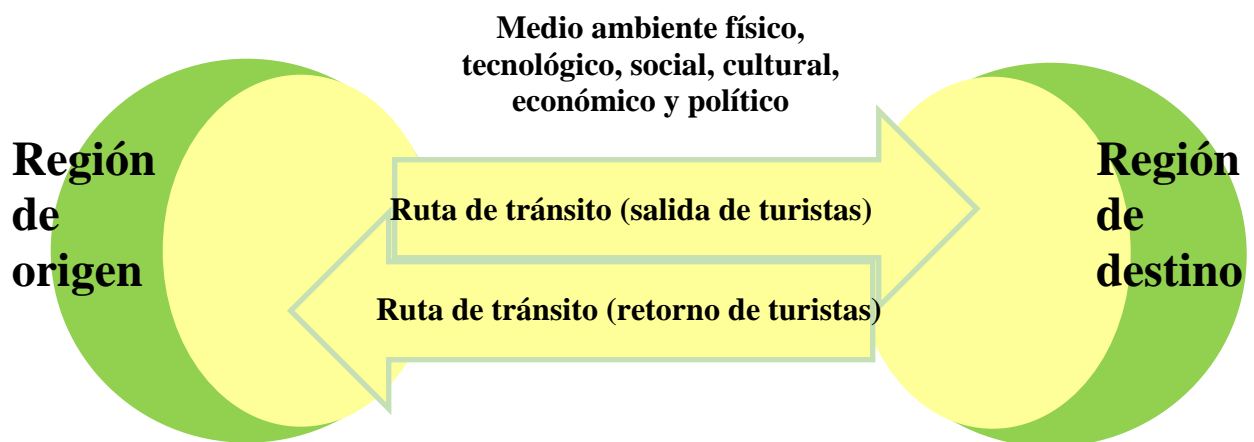 Medio ambiente físico,
tecnológico, social, cultural,
económico y político
Región
de
origen
Ruta de tránsito (salida de turistas)
Ruta de tránsito (retorno de turistas)
Región
de
destino